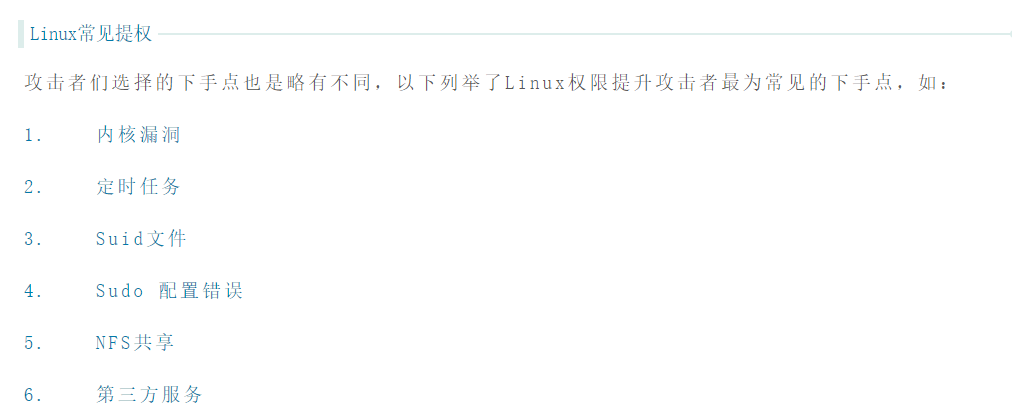 Linux常见提权
攻击者们选择的下手点也是略有不同，以下列举了Linux权限提升攻击者最为常见的下手点，如：
1. 内核漏洞
2. 定时任务
3. Suid文件
4. Sudo 配置错误
5. NFS共享
6. 第三方服务